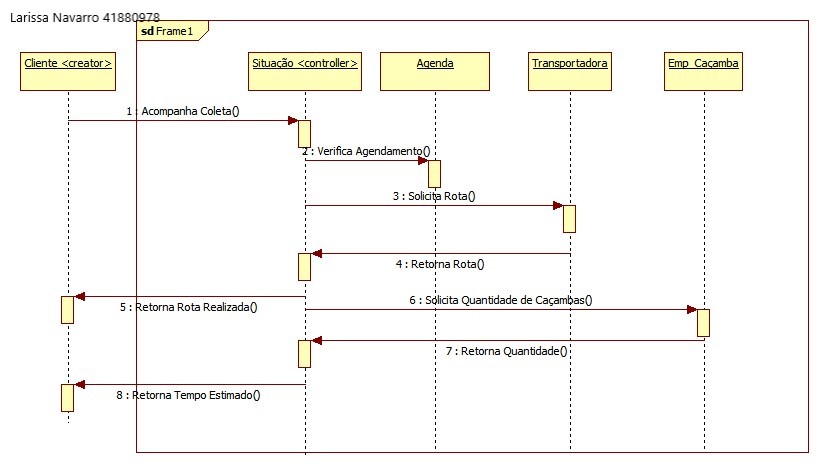 Larissa Navarro 41880978
sd Frame1
Cliente <creator>
Situação <controller>
Agenda
Transportadora
Emp_Caçamba
1 : Acompanha Coleta()
2 : Verifica Agendamento()
3 : Solicita Rota()
4 : Retorna Rota()
5 : Retorna Rota Realizada()
6 : Solicita Quantidade de Caçambas()
7 : Retorna Quantidade()
8 : Retorna Tempo Estimado()